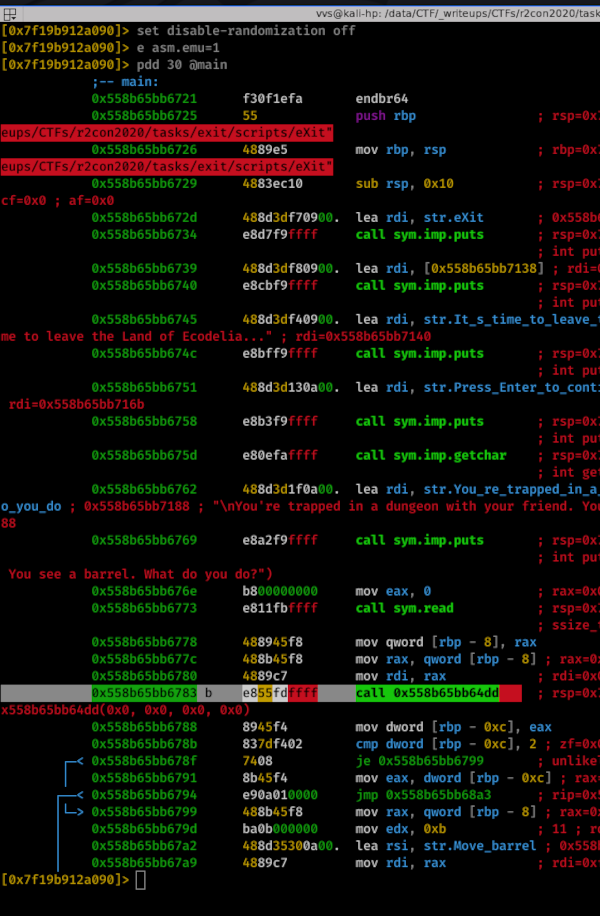 vvs@kali-hp: /data/CTF/_writeups/CTFs/r2con2020/task
[0x7f19b912a090]> set disable-randomization off
[0x7f19b912a090]> e asm.emu=1
[0x7f19b912a090]> pdd 30 @main
;-- main:
0x558b65bb6721 f30f1efa endbr64
0x558b65bb6725 55 push rbp ; rsp=0x
eups/CTFs/r2con2020/tasks/exit/scripts/eXit"
0x558b65bb6726 4889e5 mov rbp, rsp ; rbp=0x
eups/CTFs/r2con2020/tasks/exit/scripts/eXit"
0x558b65bb6729 4883ec10 sub rsp, 0x10 ; rsp=0x
cf=0x0 ; af=0x0
0x558b65bb672d 488d3df70900. lea rdi, str.eXit ; 0x558b6
0x558b65bb6734 e8d7f9ffff call sym.imp.puts ; rsp=0x
; int put
0x558b65bb6739 488d3df80900. lea rdi, [0x558b65bb7138] ; rdi=0
0x558b65bb6740 e8cbf9ffff call sym.imp.puts ; rsp=0x
; int put
0x558b65bb6745 488d3df40900. lea rdi, str.It_s_time_to_leave_t
me to leave the Land of Ecodelia..." ; rdi=0x558b65bb7140
0x558b65bb674c e8bff9ffff call sym.imp.puts ; rsp=0x
; int put
0x558b65bb6751 488d3d130a00. lea rdi, str.Press_Enter_to_conti
rdi=0x558b65bb716b
0x558b65bb6758 e8b3f9ffff call sym.imp.puts ; rsp=0x
; int put
0x558b65bb675d e80efaffff call sym.imp.getchar ; rsp=0x
; int get
0x558b65bb6762 488d3d1f0a00. lea rdi, str.You_re_trapped_in_a_
o_you_do ; 0x558b65bb7188 ; "\nYou're trapped in a dungeon with your friend. You
88
0x558b65bb6769 e8a2f9ffff call sym.imp.puts ; rsp=0x
; int put
You see a barrel. What do you do?")
0x558b65bb676e b800000000 mov eax, 0 ; rax=0x
0x558b65bb6773 e811fbffff call sym.read ; rsp=0x
; ssize_t
0x558b65bb6778 488945f8 mov qword [rbp - 8], rax
0x558b65bb677c 488b45f8 mov rax, qword [rbp - 8] ; rax=0x
0x558b65bb6780 4889c7 mov rdi, rax ; rdi=0x
0x558b65bb6783 b e855fdffff call 0x558b65bb64dd ; rsp=0x
x558b65bb64dd(0x0, 0x0, 0x0, 0x0)
0x558b65bb6788 8945f4 mov dword [rbp - 0xc], eax
0x558b65bb678b 837df402 cmp dword [rbp - 0xc], 2 ; zf=0x0
0x558b65bb678f 7408 je 0x558b65bb6799 ; unlikel
0x558b65bb6791 8b45f4 mov eax, dword [rbp - 0xc] ; rax=
0x558b65bb6794 e90a010000 jmp 0x558b65bb68a3 ; rip=0x5
0x558b65bb6799 488b45f8 mov rax, qword [rbp - 8] ; rax=0x
0x558b65bb679d ba0b000000 mov edx, 0xb ; 11 ; rd
0x558b65bb67a2 488d35300a00. lea rsi, str.Move_barrel ; 0x558b6
0x558b65bb67a9 4889c7 mov rdi, rax ; rdi=0x
[0x7f19b912a090]>